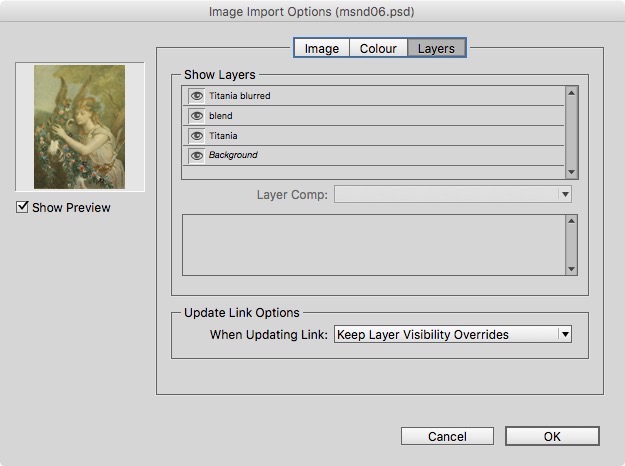 Image Import Options (msnd06.psd)
Image Colour Layers
Show Layers
Titania blurred
blend
Titania
Background
Show Preview
Layer Comp:
Update Link Options
When Updating Link: Keep Layer Visibility Overrides
Cancel OK